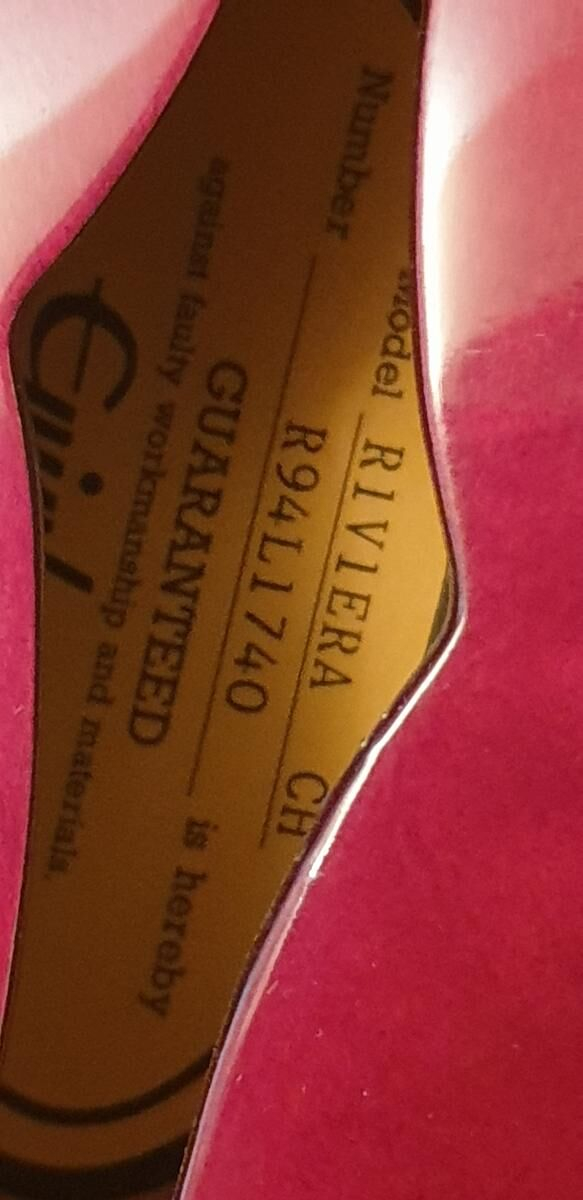 Model RIVIERA CH
Number R94L1740 is hereby
GUARANTEED
against faulty workmanship and materials.